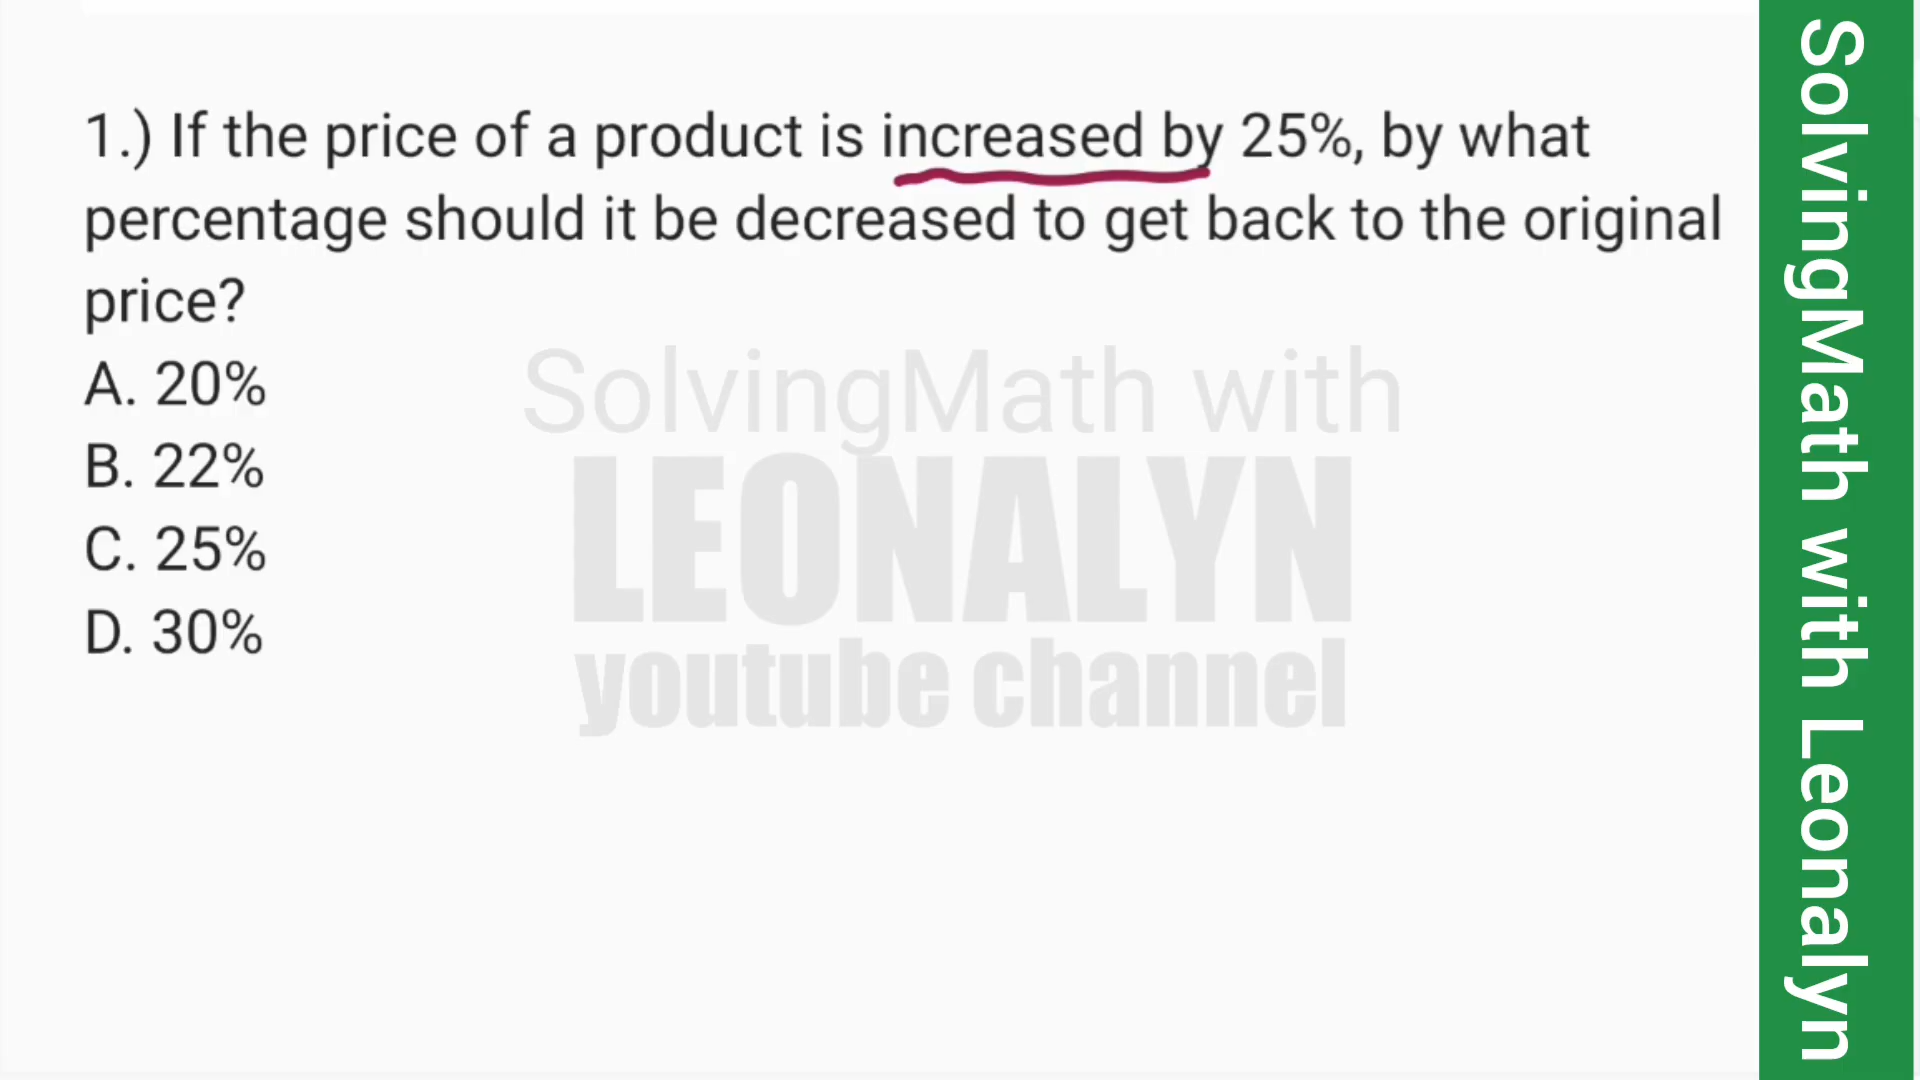 1.) If the price of a product is increased by 25%, by what
percentage should it be decreased to get back to the original
price?
A. 20%
B. 22%
C. 25%
D. 30%
SolvingMath with
LEONALYN
youtube channel
SolvingMath with Leonalyn